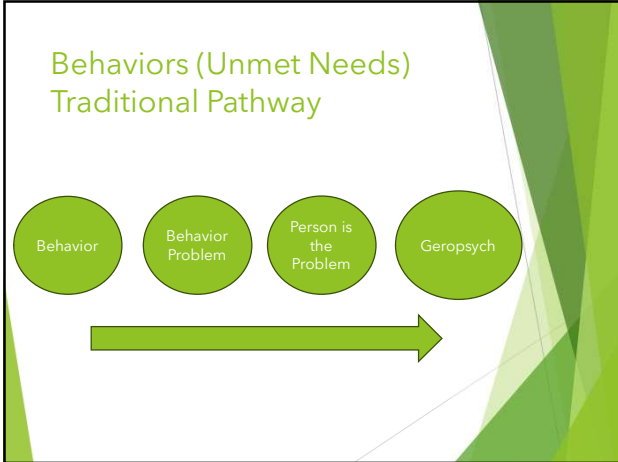 Behaviors (Unmet Needs)
Traditional Pathway
Behavior
Behavior
Problem
Person is
the
Problem
Geropsych